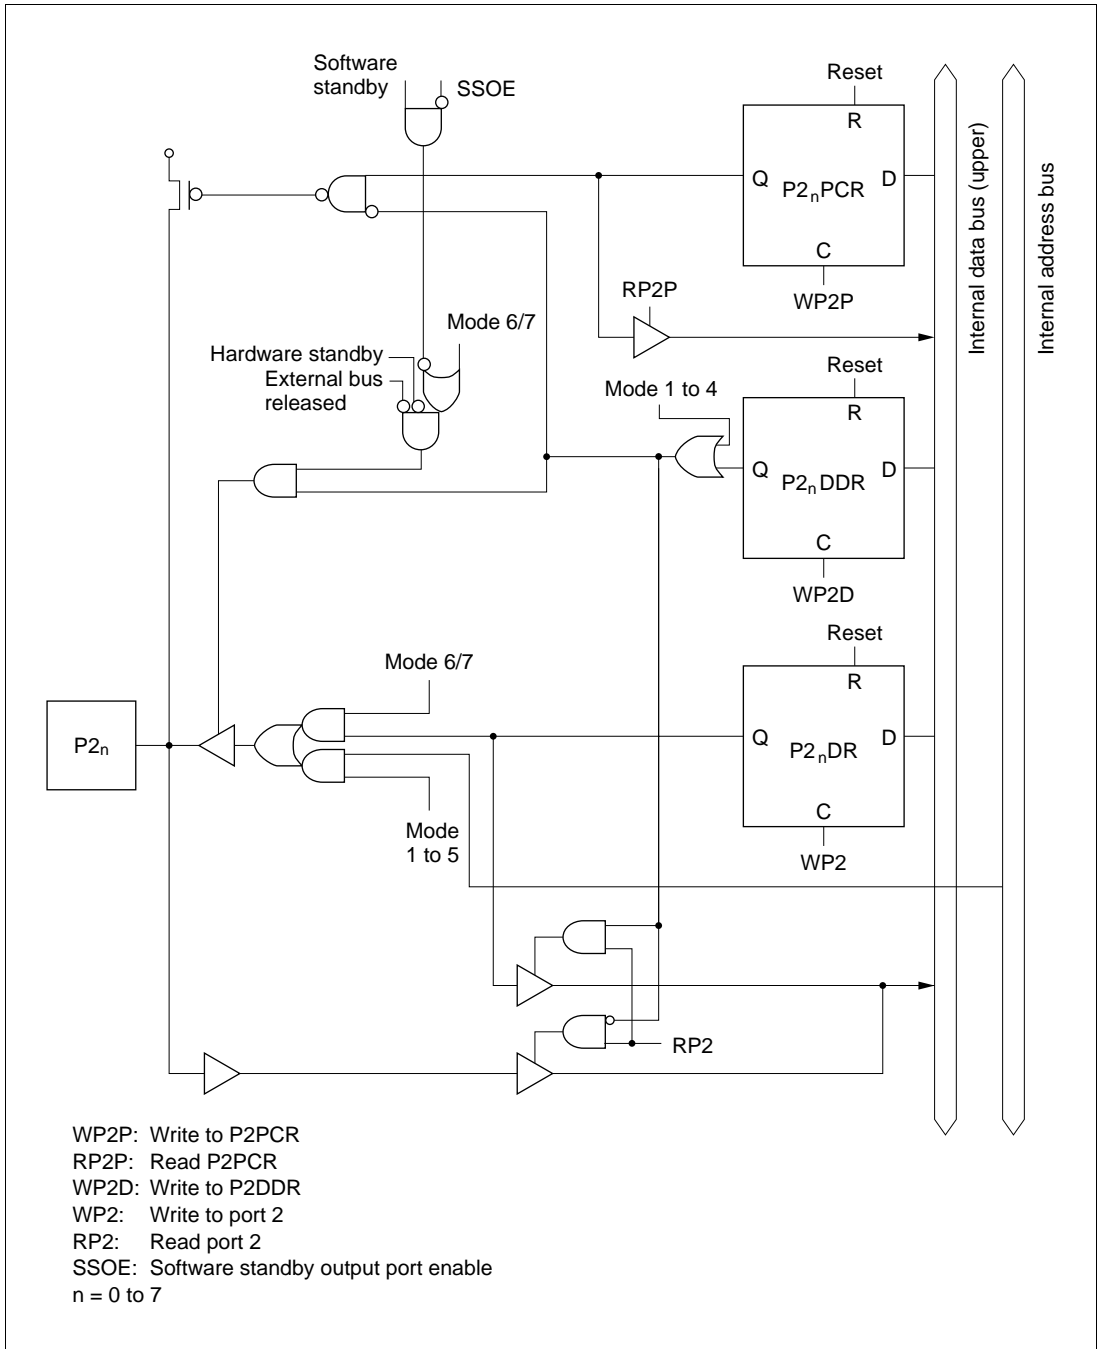 Software
standby
SSOE
Reset
R
Q
P2nPCR
D
C
WP2P
RP2P
Internal data bus (upper)
Internal address bus
Mode 6/7
Hardware standby
External bus
released
Mode 1 to 4
Reset
R
Q
P2nDDR
D
C
WP2D
Reset
R
Mode 6/7
P2n
Q
P2nDR
D
C
WP2
Mode
1 to 5
RP2
WP2P: Write to P2PCR
RP2P: Read P2PCR
WP2D: Write to P2DDR
WP2: Write to port 2
RP2: Read port 2
SSOE: Software standby output port enable
n = 0 to 7